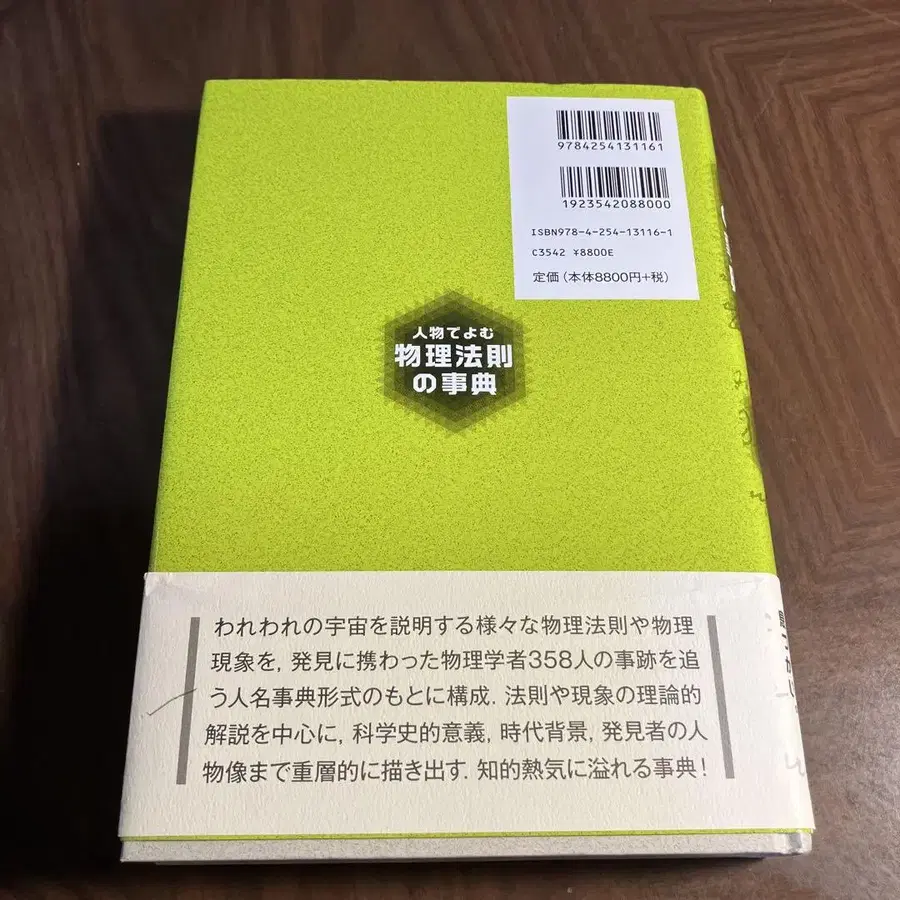 9784254131161
1923542088000
ISBN978-4-254-13116-1
C3542 ¥8800E
定価(本体8800円+税)
人物でよむ
物理法則
の事典
われわれの宇宙を説明する様々な物理法則や物理
現象を, 発見に携わった物理学者358人の事跡を追
う人名事典形式のもとに構成. 法則や現象の理論的
解説を中心に, 科学史的意義, 時代背景, 発見者の人
物像まで重層的に描き出す. 知的熱気に溢れる事典!